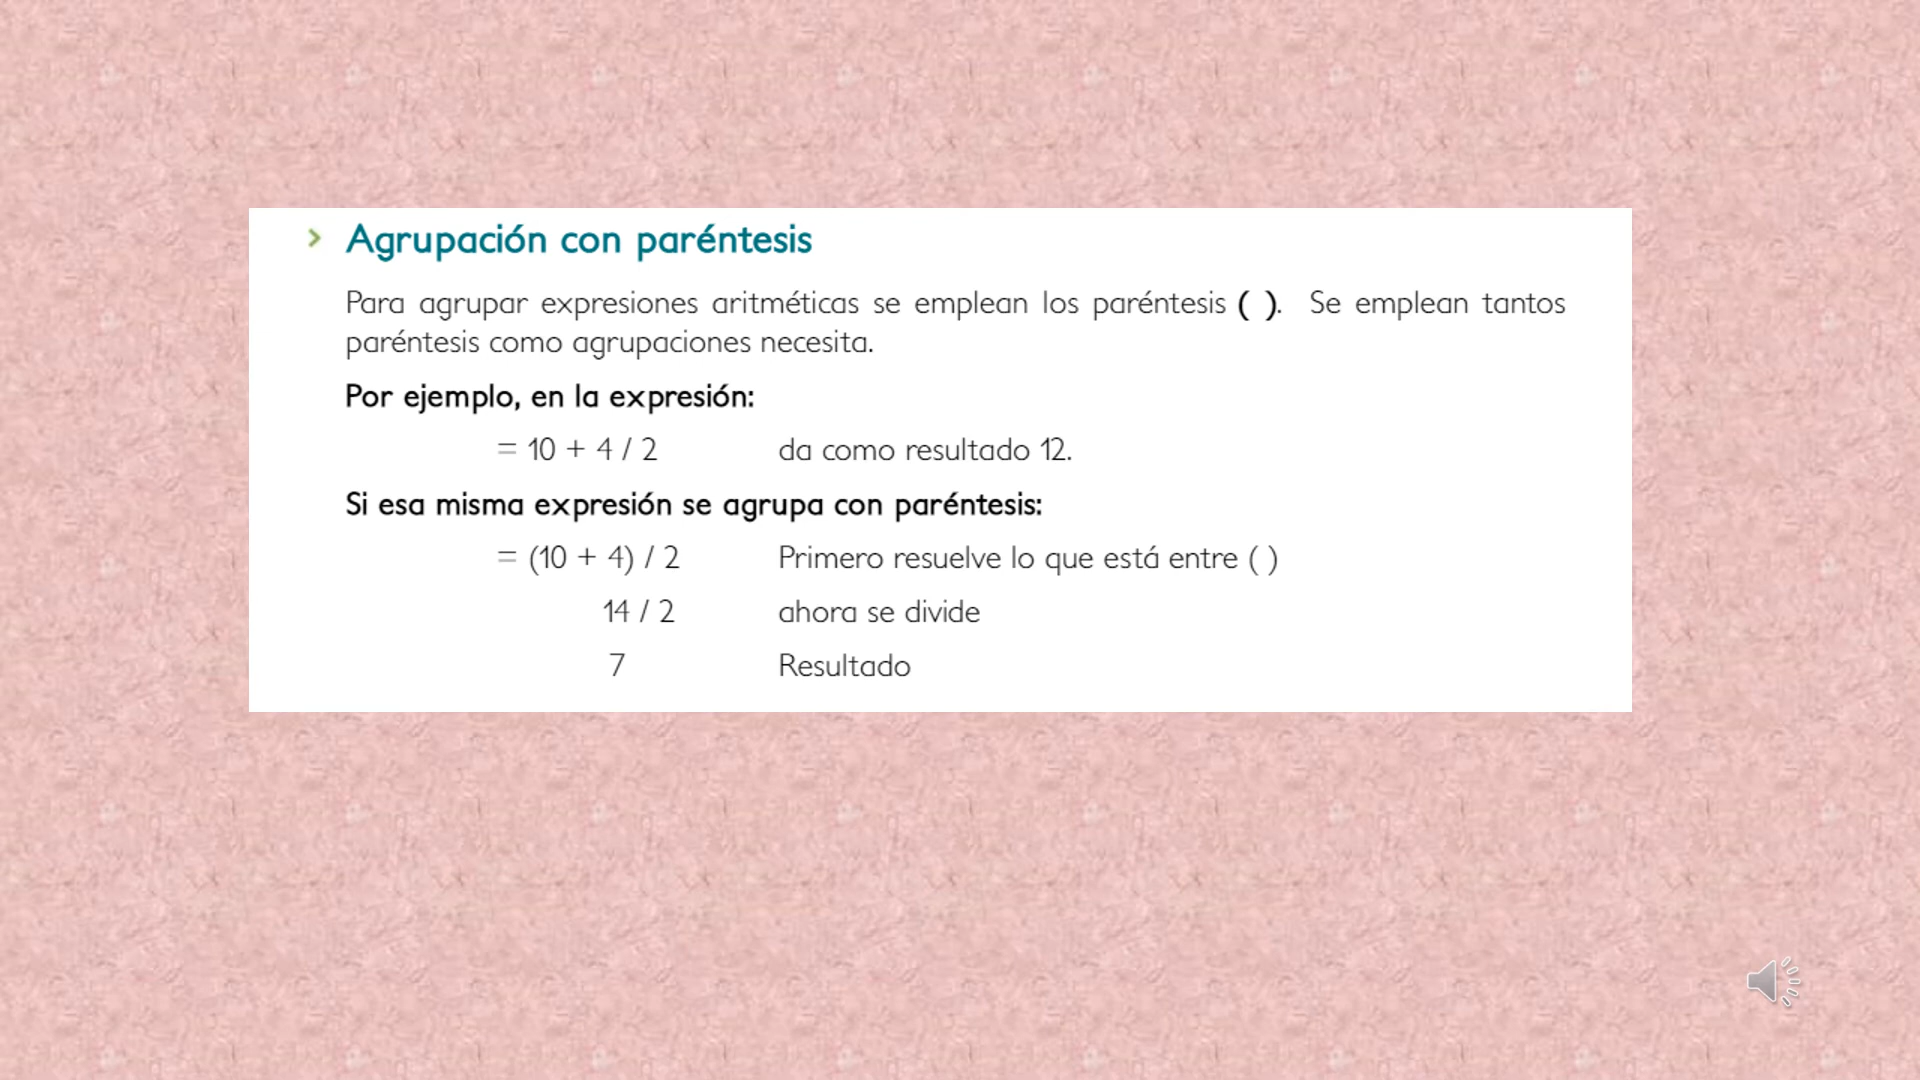 > Agrupación con paréntesis
Para agrupar expresiones aritméticas se emplean los paréntesis ( ). Se emplean tantos
paréntesis como agrupaciones necesita.
Por ejemplo, en la expresión:
= 10 + 4 / 2 da como resultado 12.
Si esa misma expresión se agrupa con paréntesis:
= (10 + 4) / 2 Primero resuelve lo que está entre ( )
14 / 2 ahora se divide
7 Resultado